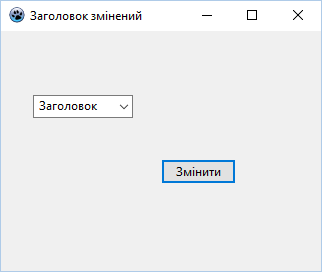 Заголовок змінений
Заголовок
Змінити